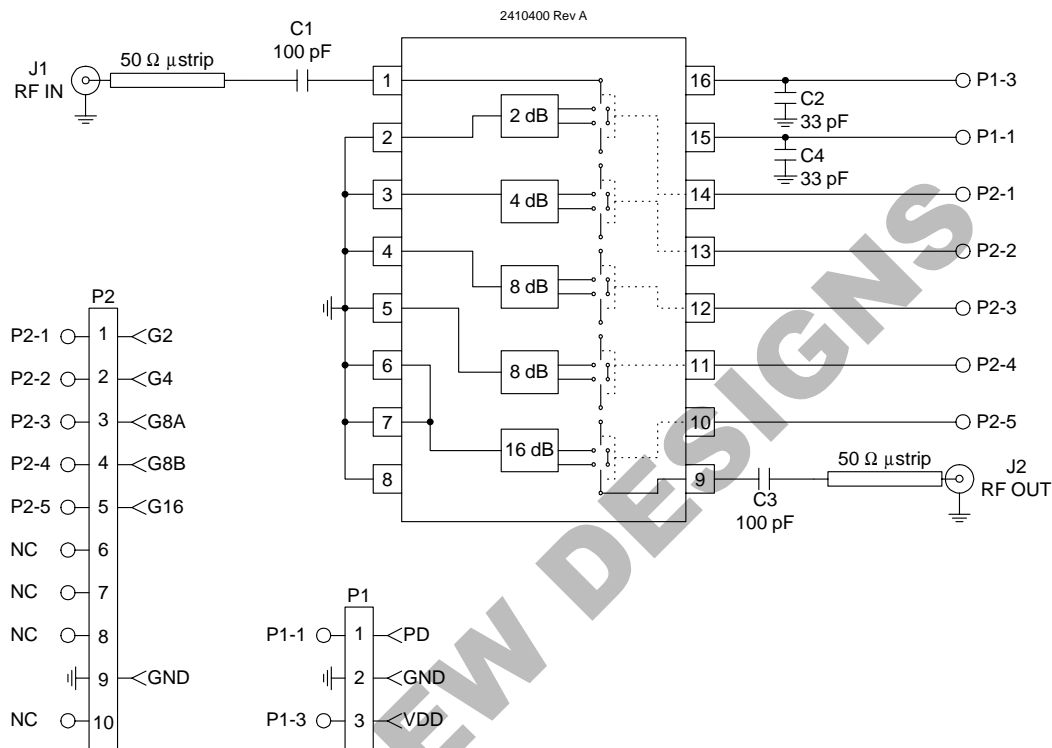 2410400 Rev A
C1
100 pF
50 Ω μstrip
J1
RF IN
1
2
3
4
5
6
7
8
2 dB
4 dB
8 dB
8 dB
16 dB
16
15
14
13
12
11
10
9
P1-3
C2
33 pF
P1-1
C4
33 pF
P2-1
P2-2
P2-3
P2-4
P2-5
50 Ω μstrip
J2
RF OUT
C3
100 pF
P2
P2-1 1 G2
P2-2 2 G4
P2-3 3 G8A
P2-4 4 G8B
P2-5 5 G16
NC 6
NC 7
NC 8
9 GND
NC 10
P1
P1-1 1 PD
2 GND
P1-3 3 VDD
EW DESIGNS